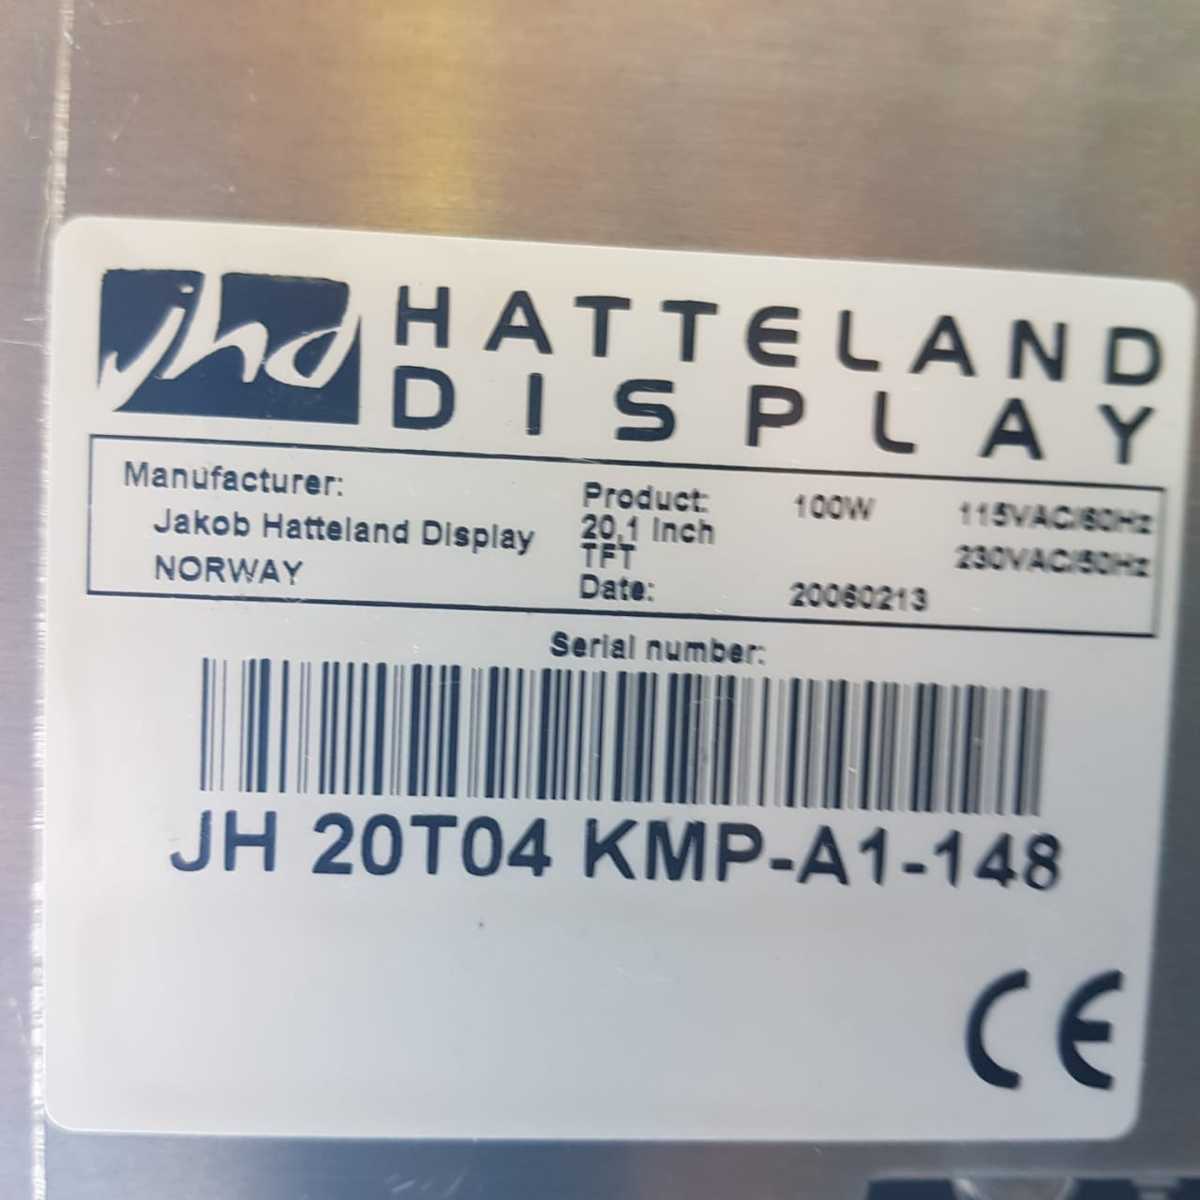 jhd
HATTELAND
DISPLAY
Manufacturer:
Jakob Hatteland Display
NORWAY
Product: 100W 115VAC/60Hz
20,1 Inch
TFT 230VAC/50Hz
Date: 20060213
Serial number:
JH 20T04 KMP-A1-148
CE